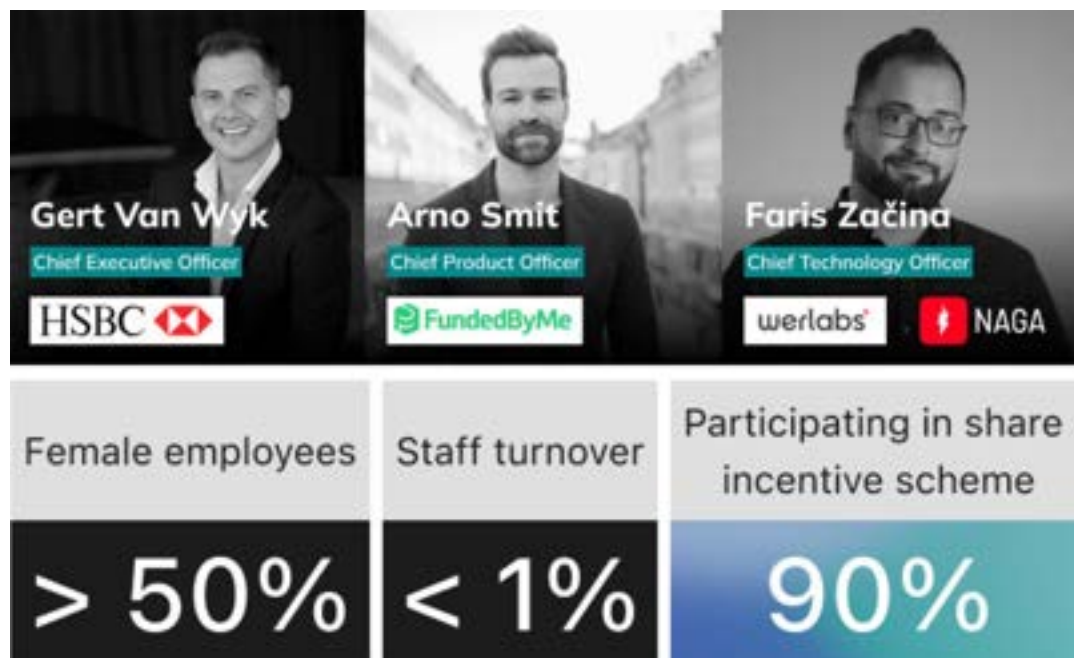 Gert Van Wyk
Chief Executive Officer
HSBC
Arno Smit
Chief Product Officer
FundedByMe
Faris Začina
Chief Technology Officer
werlabs
NAGA
Female employees
> 50%
Staff turnover
< 1%
Participating in share
incentive scheme
90%